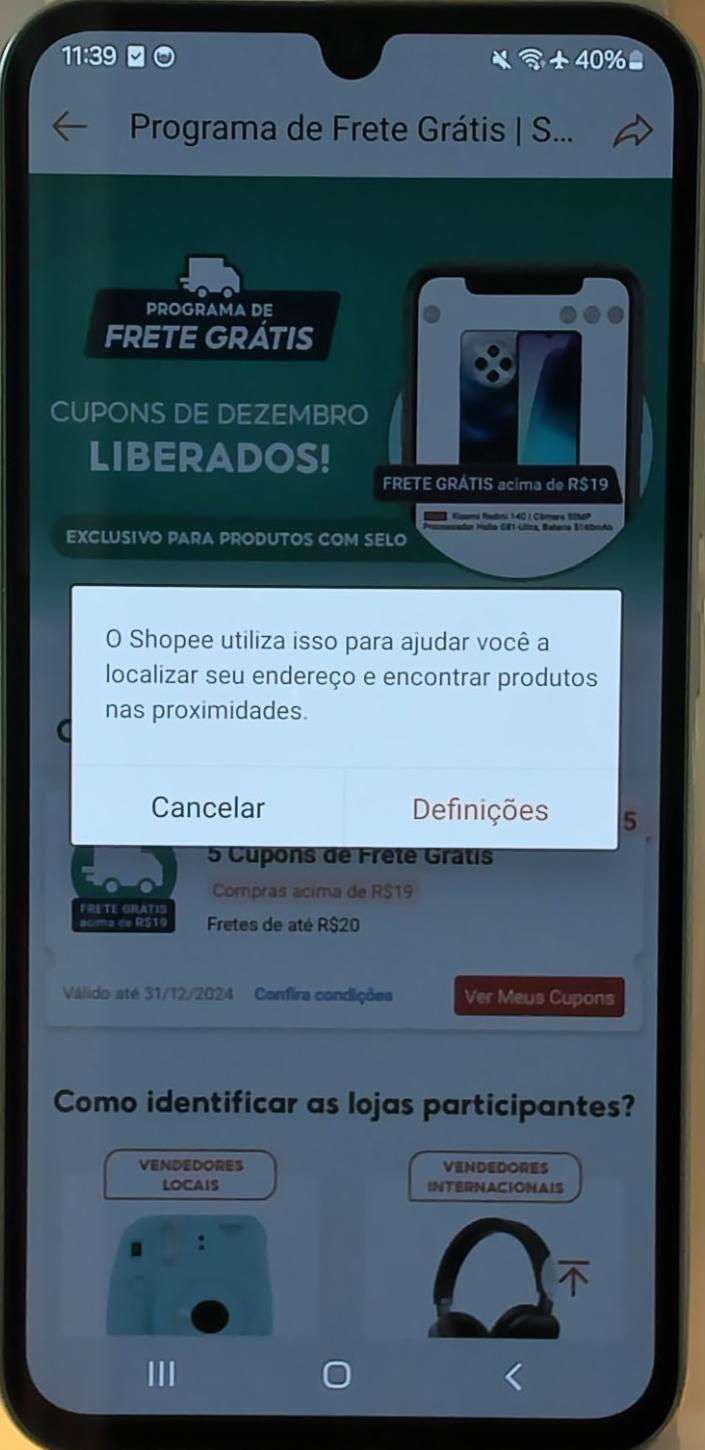 11:39
40%
Programa de Frete Grátis | S...
PROGRAMA DE
FRETE GRÁTIS
CUPONS DE DEZEMBRO
LIBERADOS!
FRETE GRÁTIS acima de R$19
Xiaomi Redmi 14C | Câmera 50MP
Processador Helio G81-Ultra, Bateria 5160mAh
EXCLUSIVO PARA PRODUTOS COM SELO
O Shopee utiliza isso para ajudar você a
localizar seu endereço e encontrar produtos
nas proximidades.
Cancelar
Definições
5
5 Cupons de Frete Grátis
Compras acima de R$19
FRETE GRÁTIS
acima de R$19
Fretes de até R$20
Válido até 31/12/2024
Confira condições
Ver Meus Cupons
Como identificar as lojas participantes?
VENDEDORES
LOCAIS
VENDEDORES
INTERNACIONAIS